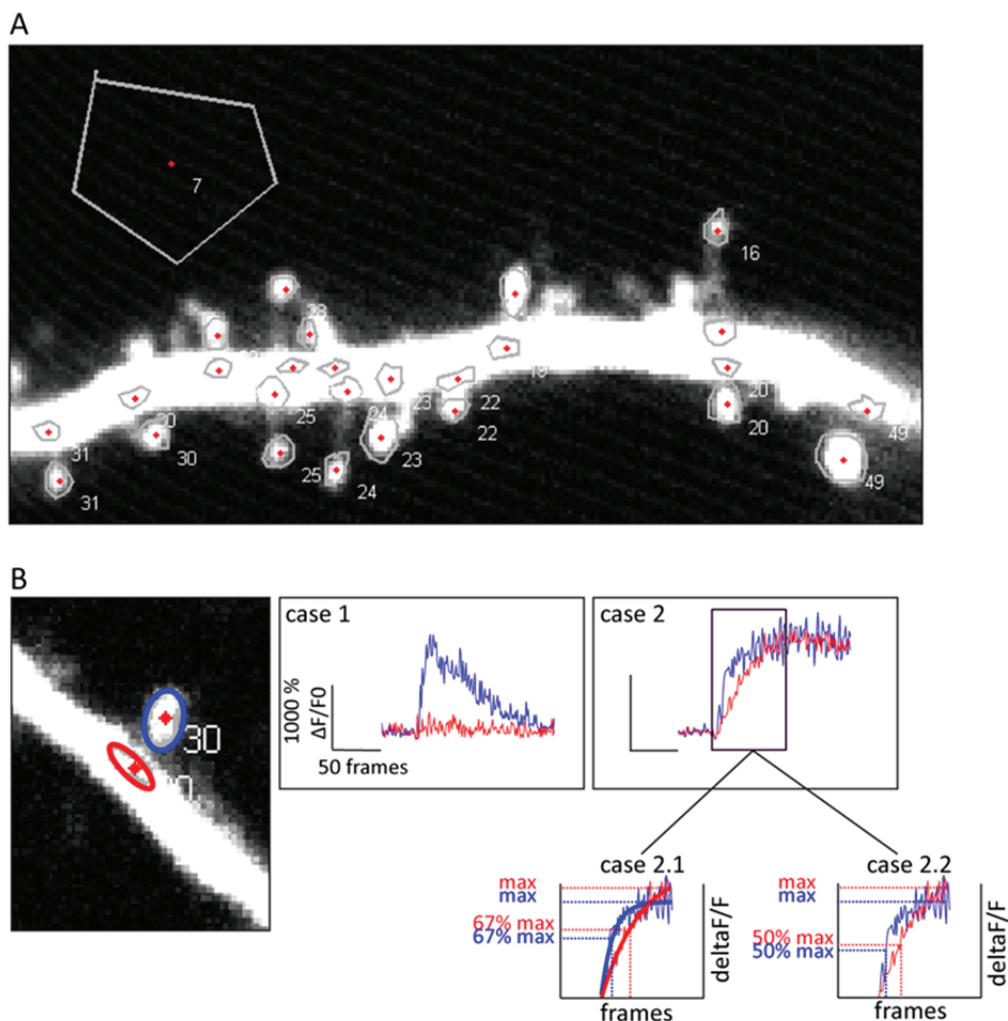 A
7
16
28
19
20
20
20
31
31
30
25
25
24
24
23
23
22
22
49
49
B
30
case 1
1000 %
ΔF/F0
50 frames
case 2
case 2.1
max
max
67% max
67% max
deltaF/F
frames
case 2.2
max
max
50% max
50% max
deltaF/F
frames